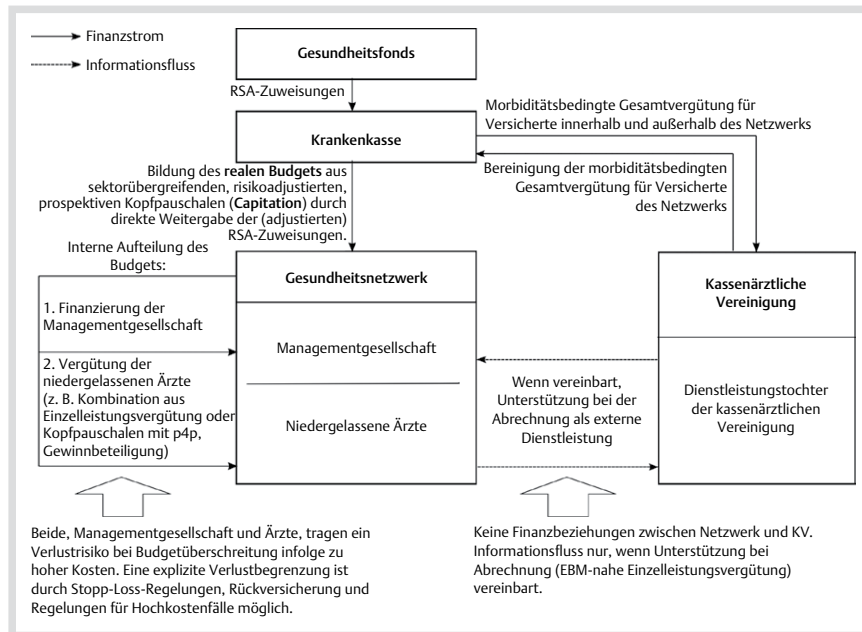 Finanzstrom
Informationsfluss
Gesundheitsfonds
RSA-Zuweisungen
Krankenkasse
Morbiditätsbedingte Gesamtvergütung für
Versicherte innerhalb und außerhalb des Netzwerks
Bereinigung der morbiditätsbedingten
Gesamtvergütung für Versicherte
des Netzwerks
Bildung des realen Budgets aus
sektorübergreifenden, risikoadjustierten,
prospektiven Kopfpauschalen (Capitation) durch
direkte Weitergabe der (adjustierten)
RSA-Zuweisungen.
Interne Aufteilung des
Budgets:
1. Finanzierung der
Managementgesellschaft
2. Vergütung der
niedergelassenen Ärzte
(z. B. Kombination aus
Einzelleistungsvergütung oder
Kopfpauschalen mit p4p,
Gewinnbeteiligung)
Gesundheitsnetzwerk
Managementgesellschaft
Niedergelassene Ärzte
Wenn vereinbart,
Unterstützung bei der
Abrechnung als externe
Dienstleistung
Kassenärztliche
Vereinigung
Dienstleistungstochter
der kassenärztlichen
Vereinigung
Beide, Managementgesellschaft und Ärzte, tragen ein
Verlustrisiko bei Budgetüberschreitung infolge zu
hoher Kosten. Eine explizite Verlustbegrenzung ist
durch Stopp-Loss-Regelungen, Rückversicherung und
Regelungen für Hochkostenfälle möglich.
Keine Finanzbeziehungen zwischen Netzwerk und KV.
Informationsfluss nur, wenn Unterstützung bei
Abrechnung (EBM-nahe Einzelleistungsvergütung)
vereinbart.